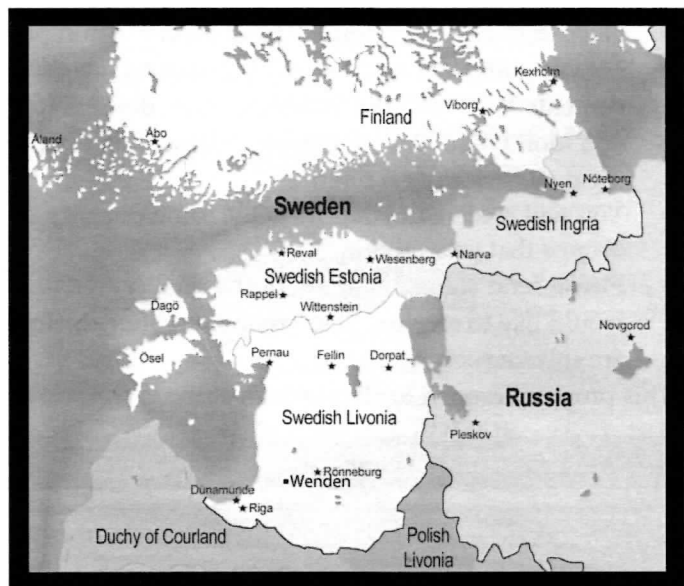 Kexholm
Viborg
Finland
Åland
Åbo
Nyen
Nöteborg
Sweden
Swedish Ingria
Reval
Wesenberg
Narva
Swedish Estonia
Rappel
Dagö
Wittenstein
Novgorod
Ösel
Pernau
Fellin
Dorpat
Russia
Swedish Livonia
Pleskov
Rönneburg
Wenden
Dünamünde
Riga
Duchy of Courland
Polish
Livonia